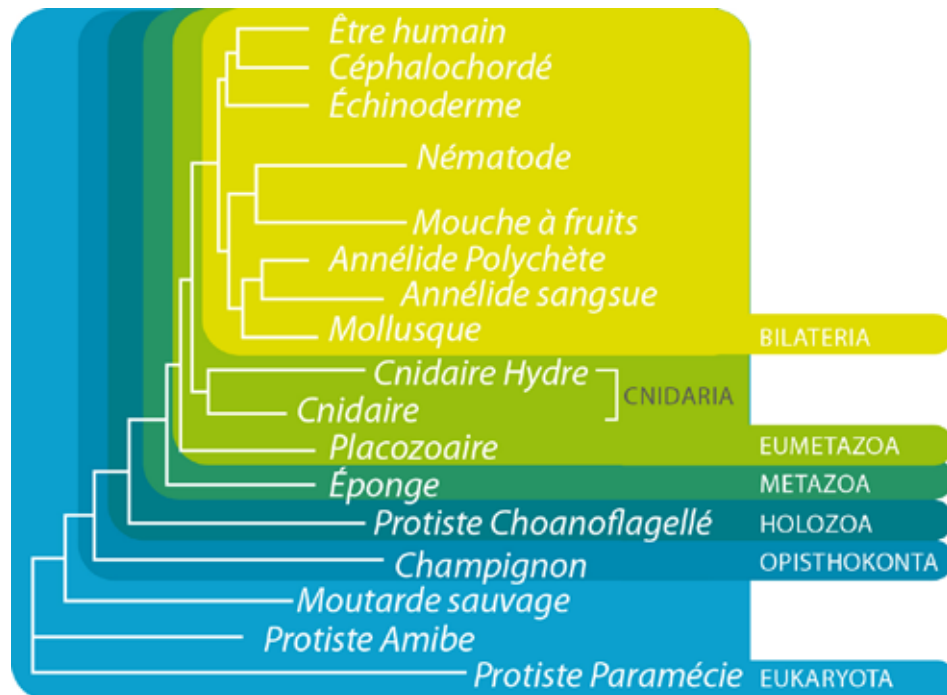 Être humain
Céphalochordé
Échinoderme
Nématode
Mouche à fruits
Annélide Polychète
Annélide sangsue
Mollusque
BILATERIA
Cnidaire Hydre
CNIDARIA
Cnidaire
Placozoaire
EUMETAZOA
Éponge
METAZOA
Protiste Choanoflagellé
HOLOZOA
Champignon
OPISTHOKONTA
Moutarde sauvage
Protiste Amibe
Protiste Paramécie
EUKARYOTA